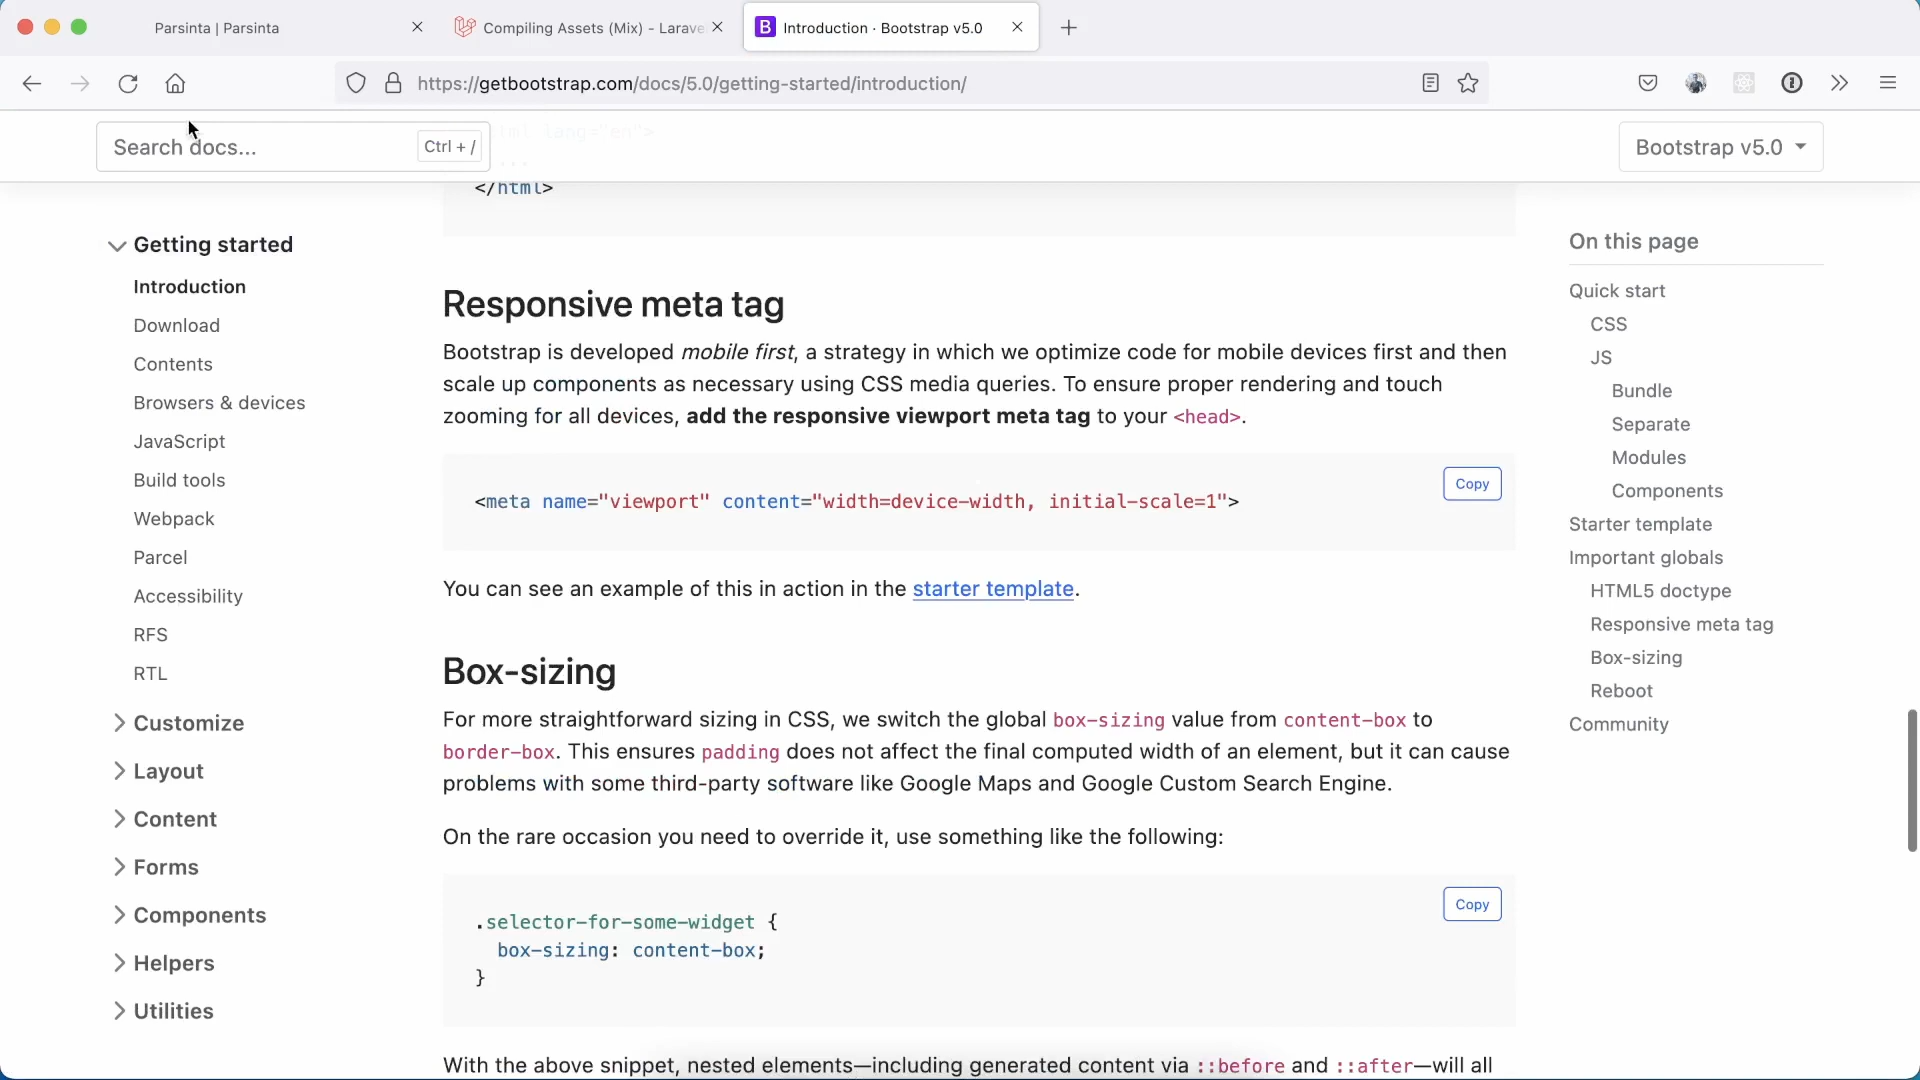 Parsinta | Parsinta
Compiling Assets (Mix) - Larave
Introduction · Bootstrap v5.0
https://getbootstrap.com/docs/5.0/getting-started/introduction/
Search docs...
Ctrl + /
Bootstrap v5.0
lang="en">
...
</html>
Getting started
Introduction
Download
Contents
Browsers & devices
JavaScript
Build tools
Webpack
Parcel
Accessibility
RFS
RTL
Customize
Layout
Content
Forms
Components
Helpers
Utilities
Responsive meta tag
Bootstrap is developed mobile first, a strategy in which we optimize code for mobile devices first and then
scale up components as necessary using CSS media queries. To ensure proper rendering and touch
zooming for all devices, add the responsive viewport meta tag to your <head>.
Copy
<meta name="viewport" content="width=device-width, initial-scale=1">
You can see an example of this in action in the starter template.
Box-sizing
For more straightforward sizing in CSS, we switch the global box-sizing value from content-box to
border-box. This ensures padding does not affect the final computed width of an element, but it can cause
problems with some third-party software like Google Maps and Google Custom Search Engine.
On the rare occasion you need to override it, use something like the following:
Copy
.selector-for-some-widget {
box-sizing: content-box;
}
With the above snippet, nested elements—including generated content via ::before and ::after—will all
On this page
Quick start
CSS
JS
Bundle
Separate
Modules
Components
Starter template
Important globals
HTML5 doctype
Responsive meta tag
Box-sizing
Reboot
Community